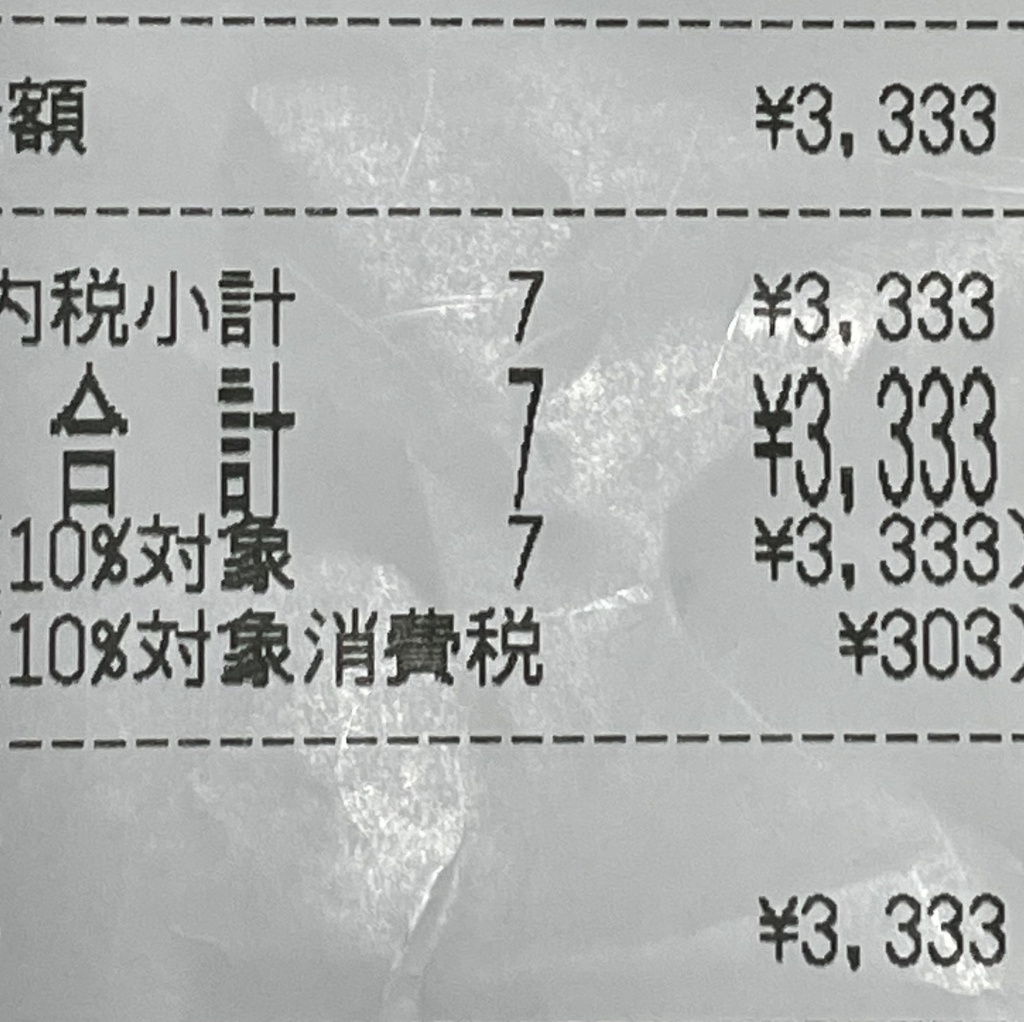 額 ¥3,333
内税小計 7 ¥3,333
合計 7 ¥3,333
(10%対象 7 ¥3,333)
(10%対象消費税 ¥303)
¥3,333